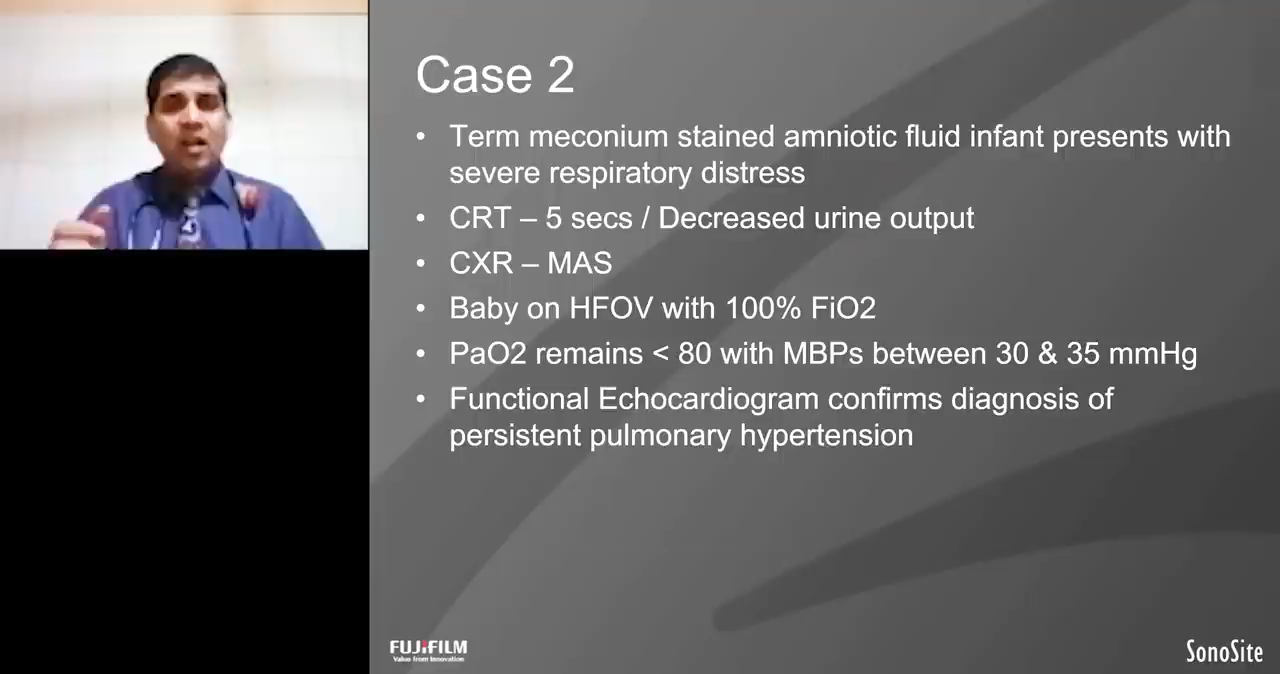 Case 2
• Term meconium stained amniotic fluid infant presents with
severe respiratory distress
• CRT – 5 secs / Decreased urine output
• CXR – MAS
• Baby on HFOV with 100% FiO2
• PaO2 remains < 80 with MBPs between 30 & 35 mmHg
• Functional Echocardiogram confirms diagnosis of
persistent pulmonary hypertension
FUJIFILM
Value from Innovation
SonoSite